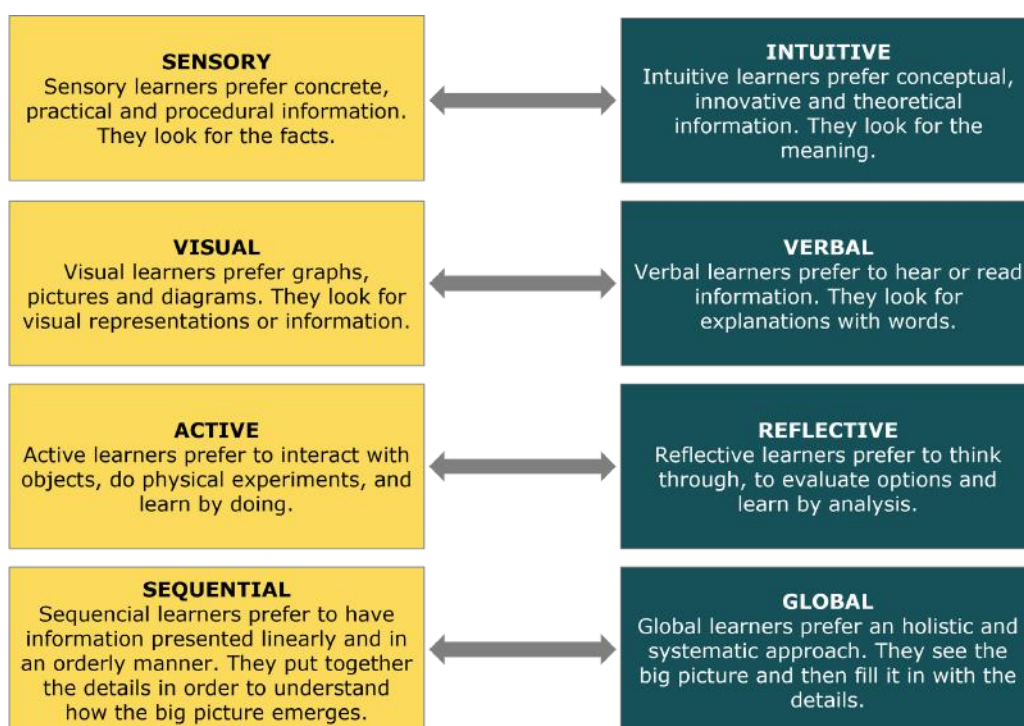 SENSORY
Sensory learners prefer concrete,
practical and procedural information.
They look for the facts.
INTUITIVE
Intuitive learners prefer conceptual,
innovative and theoretical
information. They look for the
meaning.
VISUAL
Visual learners prefer graphs,
pictures and diagrams. They look for
visual representations or information.
VERBAL
Verbal learners prefer to hear or read
information. They look for
explanations with words.
ACTIVE
Active learners prefer to interact with
objects, do physical experiments, and
learn by doing.
REFLECTIVE
Reflective learners prefer to think
through, to evaluate options and
learn by analysis.
SEQUENTIAL
Sequencial learners prefer to have
information presented linearly and in
an orderly manner. They put together
the details in order to understand
how the big picture emerges.
GLOBAL
Global learners prefer an holistic and
systematic approach. They see the
big picture and then fill it in with the
details.